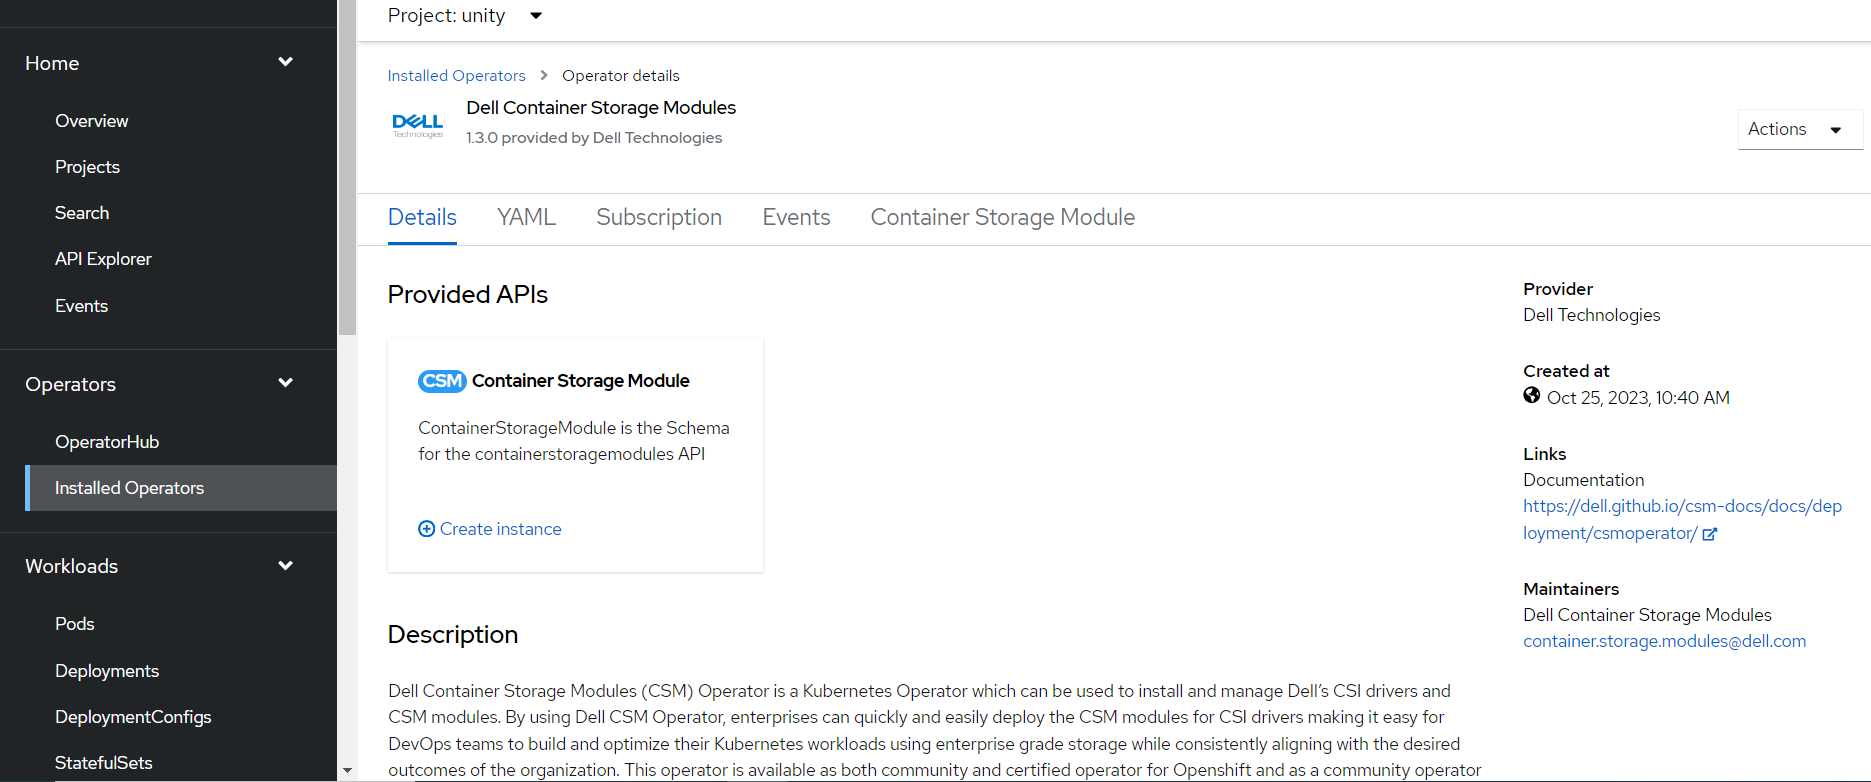 Project: unity
Home
Overview
Projects
Search
API Explorer
Events
Operators
OperatorHub
Installed Operators
Workloads
Pods
Deployments
DeploymentConfigs
StatefulSets
Installed Operators > Operator details
DELL
Technologies
Dell Container Storage Modules
1.3.0 provided by Dell Technologies
Actions
Details YAML Subscription Events Container Storage Module
Provided APIs
CSM Container Storage Module
ContainerStorageModule is the Schema
for the containerstoragemodules API
Create instance
Description
Dell Container Storage Modules (CSM) Operator is a Kubernetes Operator which can be used to install and manage Dell’s CSI drivers and
CSM modules. By using Dell CSM Operator, enterprises can quickly and easily deploy the CSM modules for CSI drivers making it easy for
DevOps teams to build and optimize their Kubernetes workloads using enterprise grade storage while consistently aligning with the desired
outcomes of the organization. This operator is available as both community and certified operator for Openshift and as a community operator
Provider
Dell Technologies
Created at
Oct 25, 2023, 10:40 AM
Links
Documentation
https://dell.github.io/csm-docs/docs/dep
loyment/csmoperator/
Maintainers
Dell Container Storage Modules
container.storage.modules@dell.com